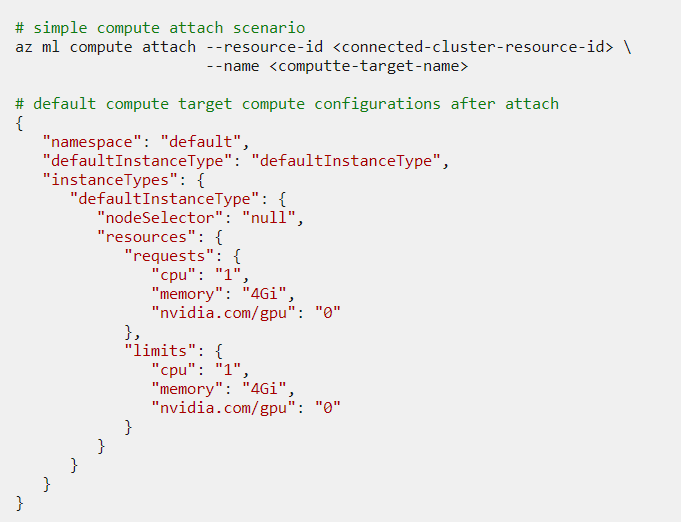 # simple compute attach scenario
az ml compute attach --resource-id <connected-cluster-resource-id> \
                     --name <computte-target-name>
# default compute target compute configurations after attach
{
   "namespace": "default",
   "defaultInstanceType": "defaultInstanceType",
   "instanceTypes": {
      "defaultInstanceType": {
         "nodeSelector": "null",
         "resources": {
            "requests": {
               "cpu": "1",
               "memory": "4Gi",
               "nvidia.com/gpu": "0"
            },
            "limits": {
               "cpu": "1",
               "memory": "4Gi",
               "nvidia.com/gpu": "0"
            }
         }
      }
   }
}